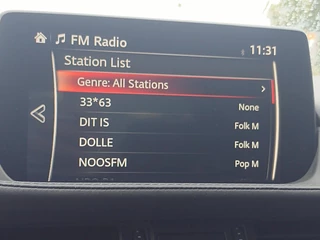 FM Radio
11:31
Station List
Genre: All Stations
33*63 None
DIT IS Folk M
DOLLE Folk M
NOOSFM Pop M